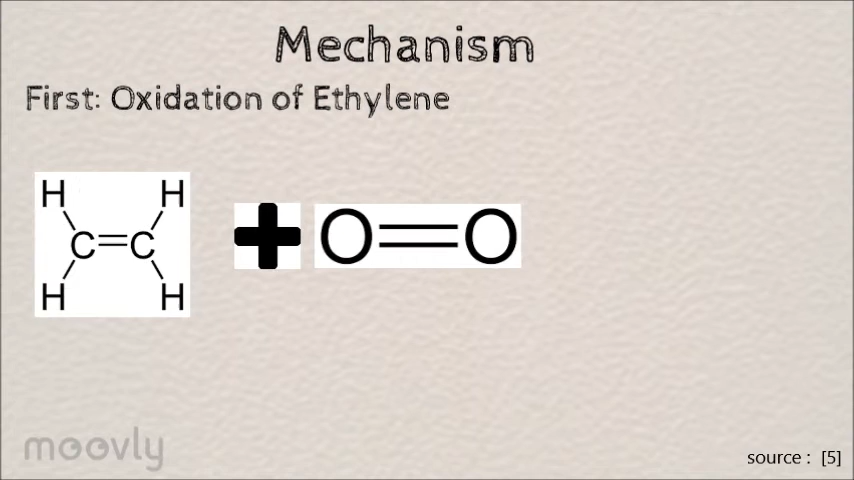 Mechanism
First: Oxidation of Ethylene
H H
C=C
H H
+ O=O
moovly
source : [5]